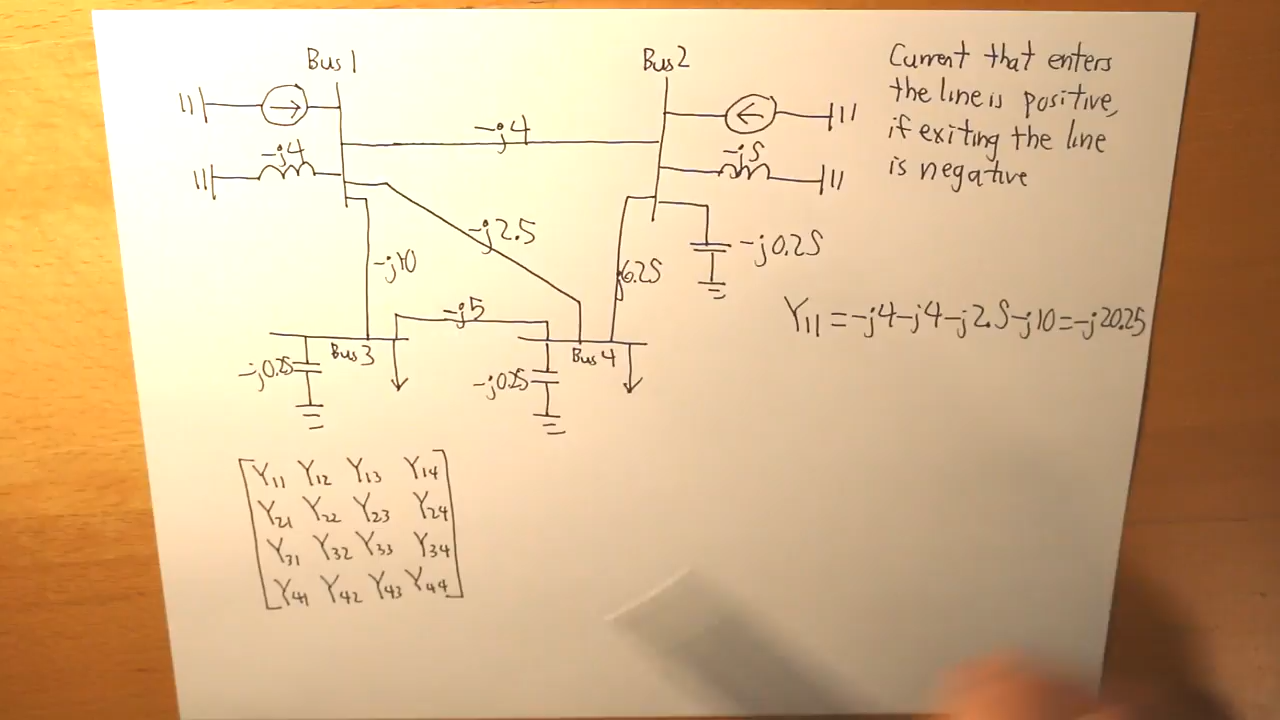 Bus 1
Bus 2
-j4
-j4
-j5
-j2.5
-j10
j6.25
-j0.25
-j5
Bus 3
Bus 4
-j0.25
-j0.25
Current that enters
the line is positive,
if exiting the line
is negative
Y11 = -j4-j4-j2.5-j10=-j20.25
Y11 Y12 Y13 Y14
Y21 Y22 Y23 Y24
Y31 Y32 Y33 Y34
Y41 Y42 Y43 Y44